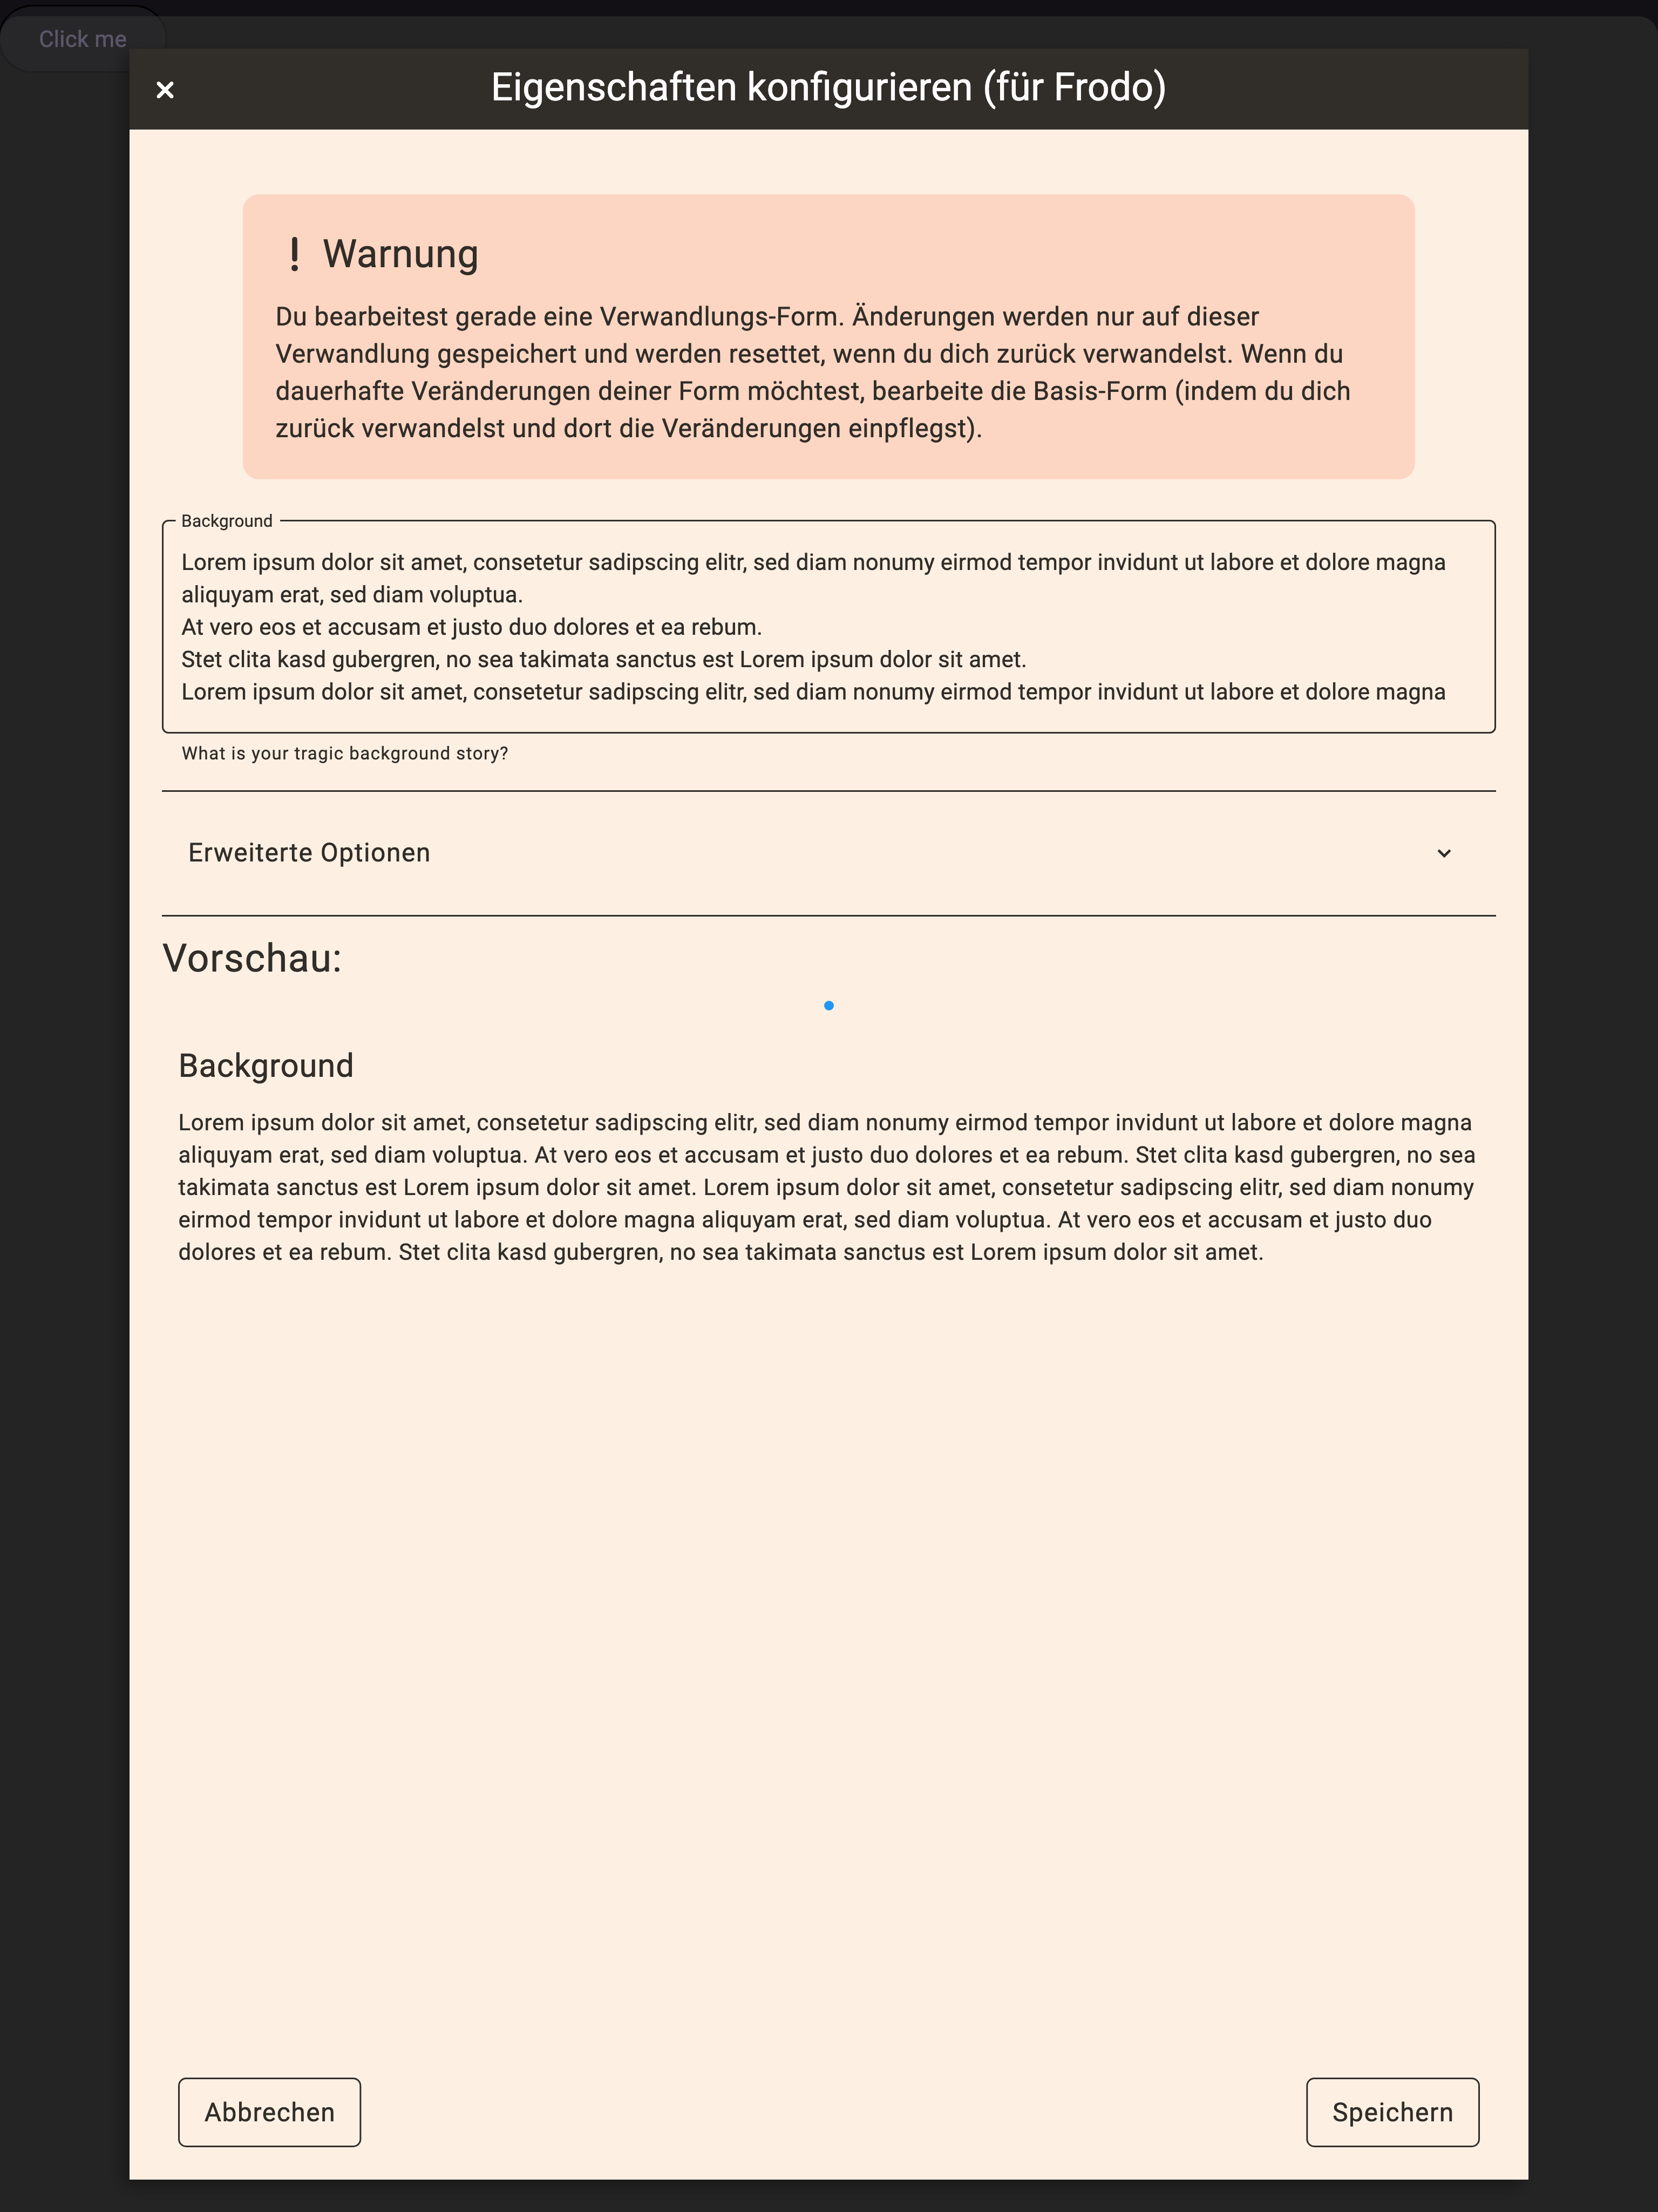 Click me
Eigenschaften konfigurieren (für Frodo)
Warnung
Du bearbeitest gerade eine Verwandlungs-Form. Änderungen werden nur auf dieser
Verwandlung gespeichert und werden resettet, wenn du dich zurück verwandelst. Wenn du
dauerhafte Veränderungen deiner Form möchtest, bearbeite die Basis-Form (indem du dich
zurück verwandelst und dort die Veränderungen einpflegst).
Background
Lorem ipsum dolor sit amet, consetetur sadipscing elitr, sed diam nonumy eirmod tempor invidunt ut labore et dolore magna
aliquyam erat, sed diam voluptua.
At vero eos et accusam et justo duo dolores et ea rebum.
Stet clita kasd gubergren, no sea takimata sanctus est Lorem ipsum dolor sit amet.
Lorem ipsum dolor sit amet, consetetur sadipscing elitr, sed diam nonumy eirmod tempor invidunt ut labore et dolore magna
What is your tragic background story?
Erweiterte Optionen
Vorschau:
Background
Lorem ipsum dolor sit amet, consetetur sadipscing elitr, sed diam nonumy eirmod tempor invidunt ut labore et dolore magna
aliquyam erat, sed diam voluptua. At vero eos et accusam et justo duo dolores et ea rebum. Stet clita kasd gubergren, no sea
takimata sanctus est Lorem ipsum dolor sit amet. Lorem ipsum dolor sit amet, consetetur sadipscing elitr, sed diam nonumy
eirmod tempor invidunt ut labore et dolore magna aliquyam erat, sed diam voluptua. At vero eos et accusam et justo duo
dolores et ea rebum. Stet clita kasd gubergren, no sea takimata sanctus est Lorem ipsum dolor sit amet.
Abbrechen
Speichern